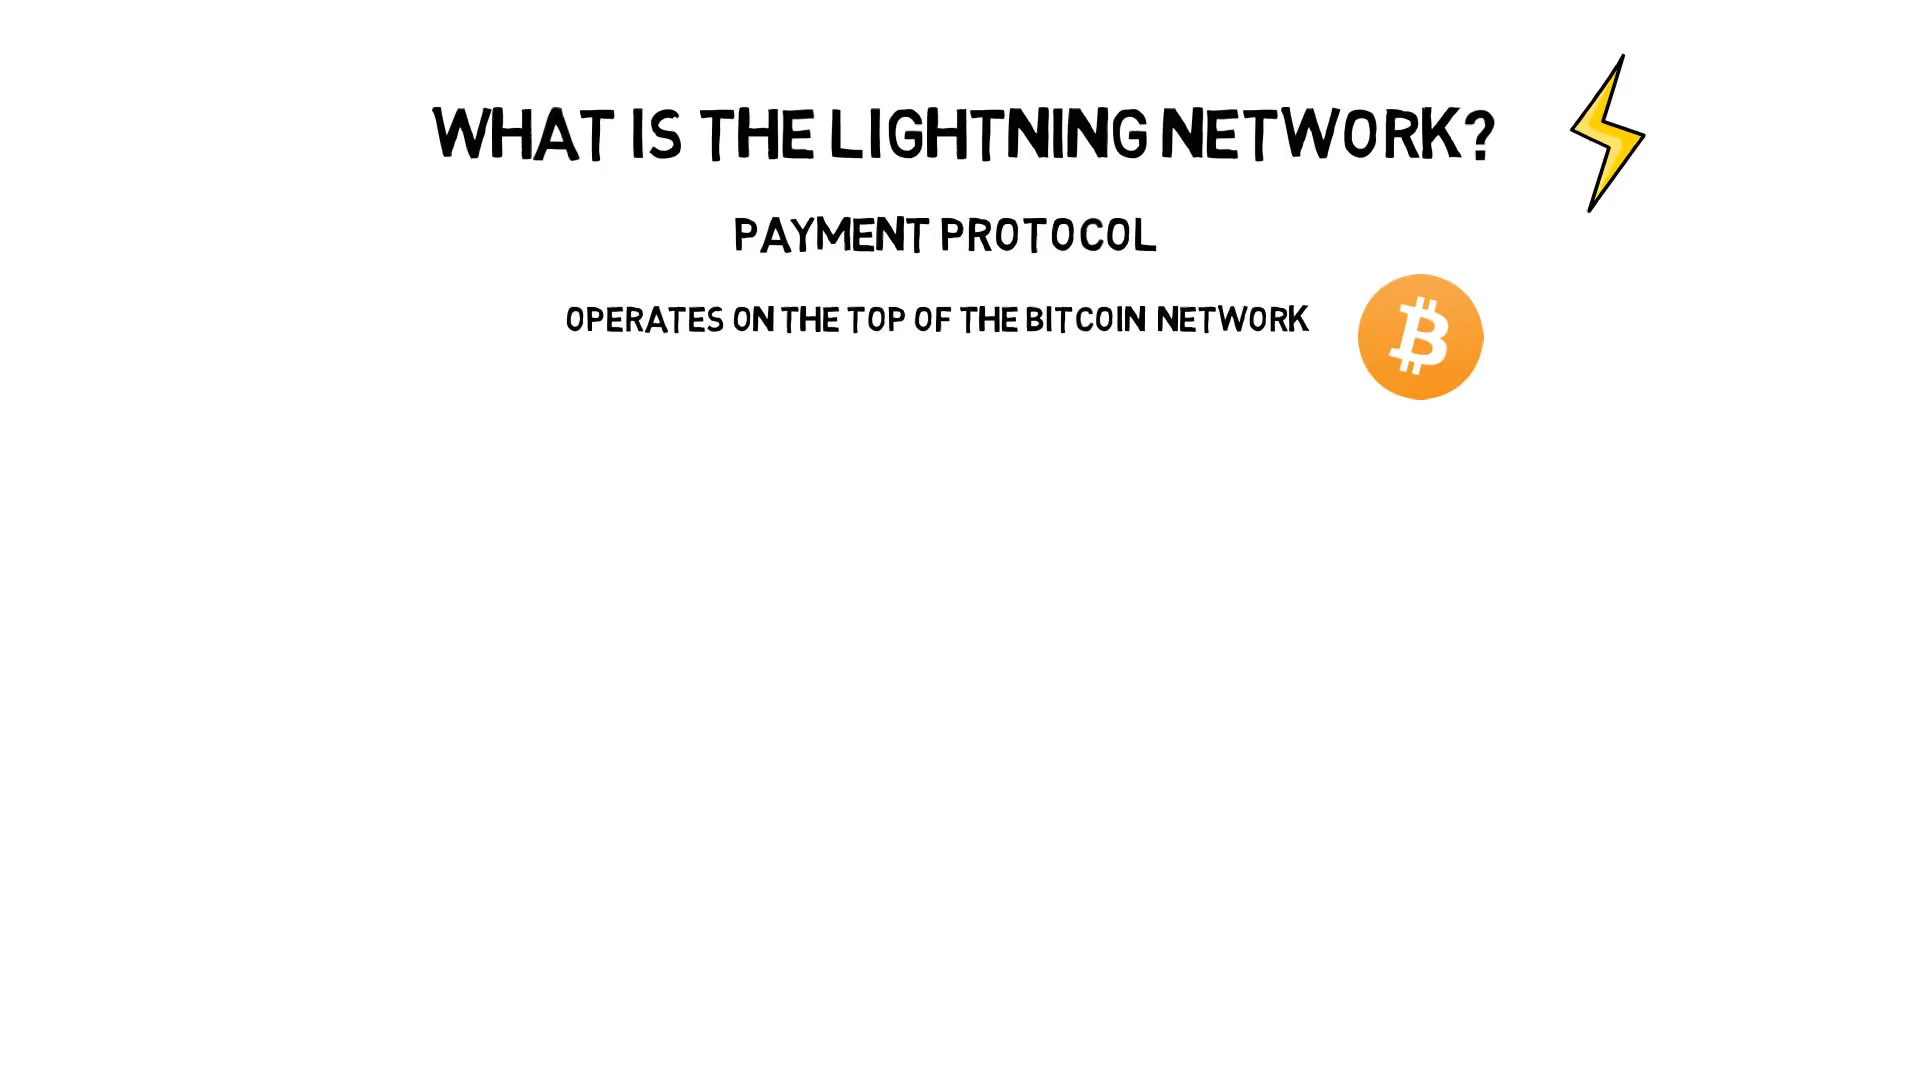 WHAT IS THE LIGHTNING NETWORK?
PAYMENT PROTOCOL
OPERATES ON THE TOP OF THE BITCOIN NETWORK